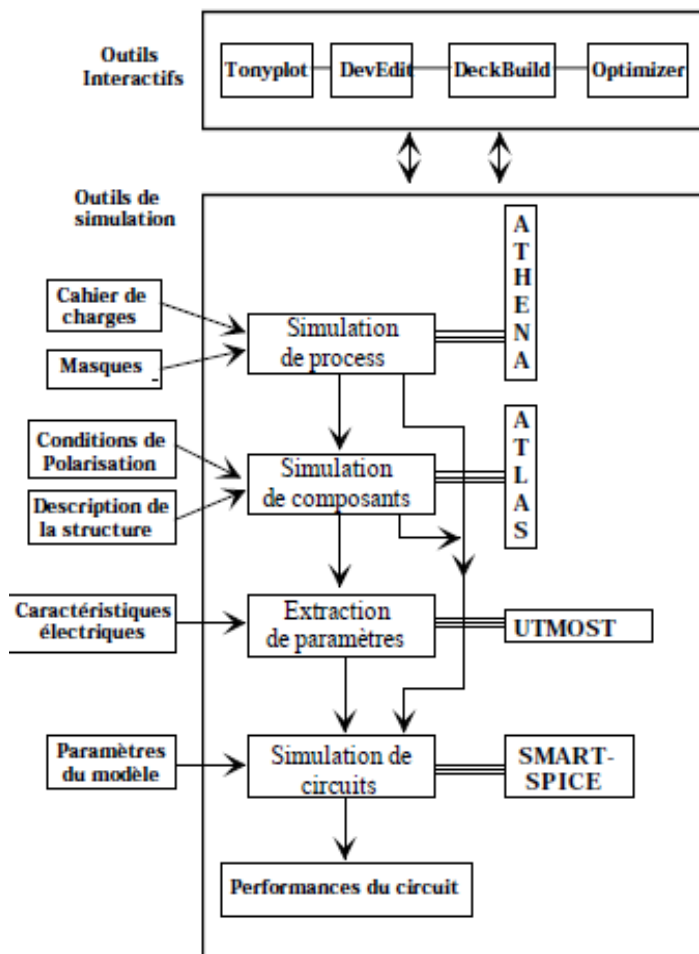 Outils
Interactifs
Tonyplot
DevEdit
DeckBuild
Optimizer
Outils de
simulation
ATHENA
Cahier de
charges
Simulation
de process
Masques -
ATLAS
Conditions de
Polarisation
Simulation
de composants
Description de
la structure
Caractéristiques
électriques
Extraction
de paramètres
UTMOST
Paramètres
du modèle
Simulation de
circuits
SMART-
SPICE
Performances du circuit